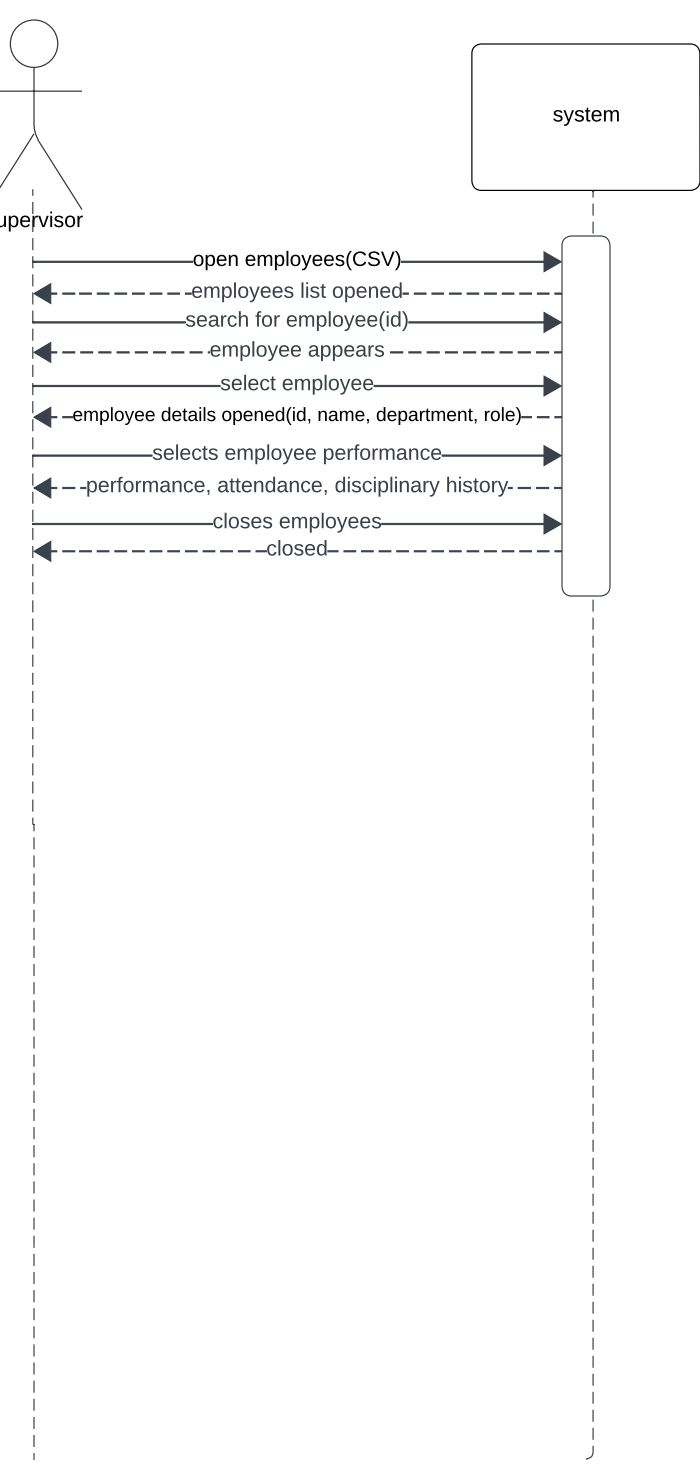 system
upervisor
open employees(CSV)
employees list opened
search for employee(id)
employee appears
select employee
employee details opened(id, name, department, role)
selects employee performance
performance, attendance, disciplinary history
closes employees
closed